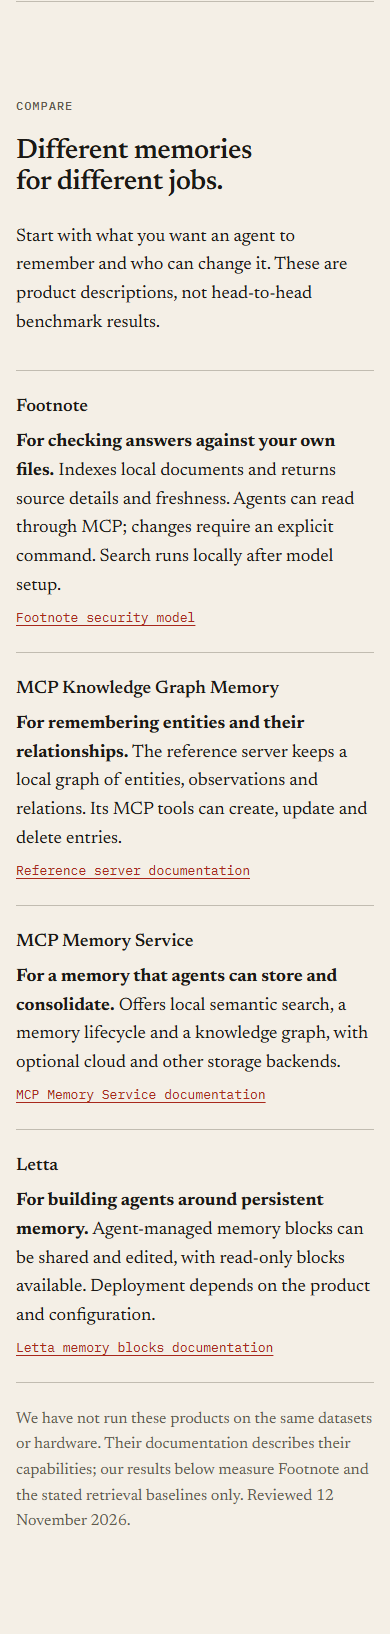 COMPARE
Different memories
for different jobs.
Start with what you want an agent to
remember and who can change it. These are
product descriptions, not head-to-head
benchmark results.
Footnote
For checking answers against your own
files. Indexes local documents and returns
source details and freshness. Agents can read
through MCP; changes require an explicit
command. Search runs locally after model
setup.
Footnote security model
MCP Knowledge Graph Memory
For remembering entities and their
relationships. The reference server keeps a
local graph of entities, observations and
relations. Its MCP tools can create, update and
delete entries.
Reference server documentation
MCP Memory Service
For a memory that agents can store and
consolidate. Offers local semantic search, a
memory lifecycle and a knowledge graph, with
optional cloud and other storage backends.
MCP Memory Service documentation
Letta
For building agents around persistent
memory. Agent-managed memory blocks can
be shared and edited, with read-only blocks
available. Deployment depends on the product
and configuration.
Letta memory blocks documentation
We have not run these products on the same datasets
or hardware. Their documentation describes their
capabilities; our results below measure Footnote and
the stated retrieval baselines only. Reviewed 12
November 2026.